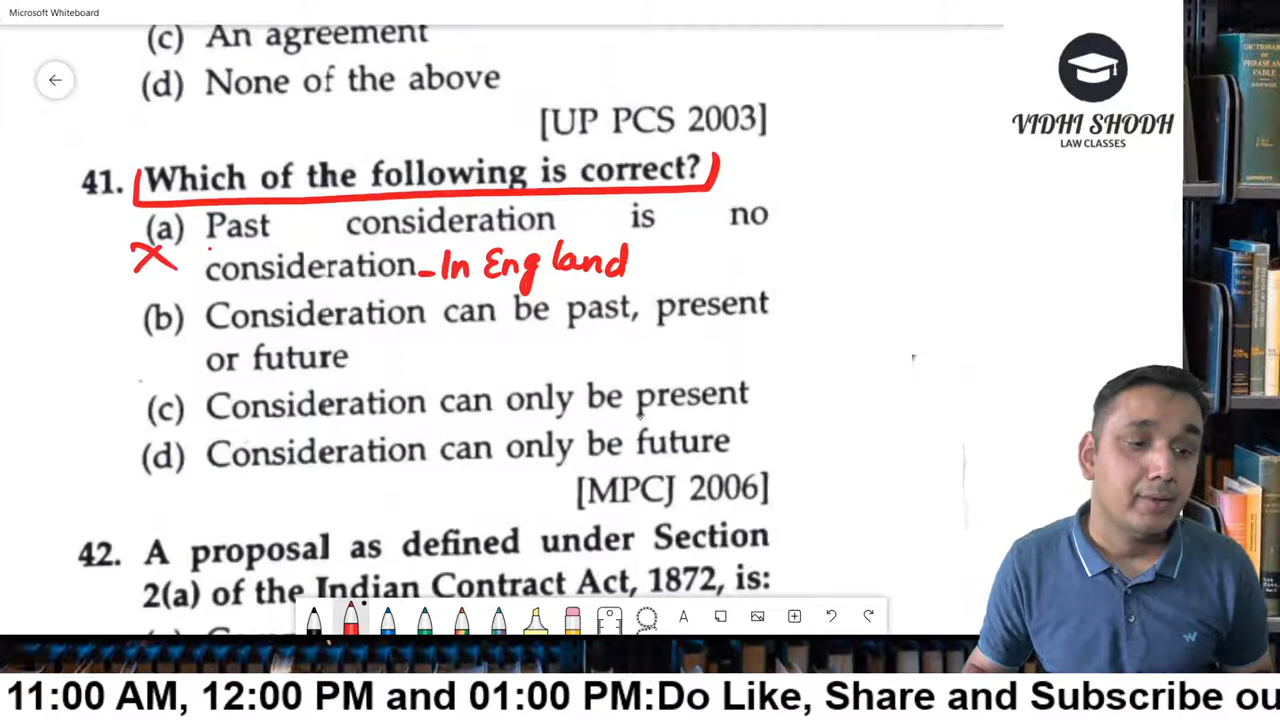 Microsoft Whiteboard
(c) An agreement
(d) None of the above
[UP PCS 2003]
VIDHI SHODH
LAW CLASSES
41. Which of the following is correct?
(a) Past consideration is no
consideration - In England
(b) Consideration can be past, present
or future
(c) Consideration can only be present
(d) Consideration can only be future
[MPCJ 2006]
42. A proposal as defined under Section
2(a) of the Indian Contract Act, 1872, is:
11:00 AM, 12:00 PM and 01:00 PM:Do Like, Share and Subscribe ou